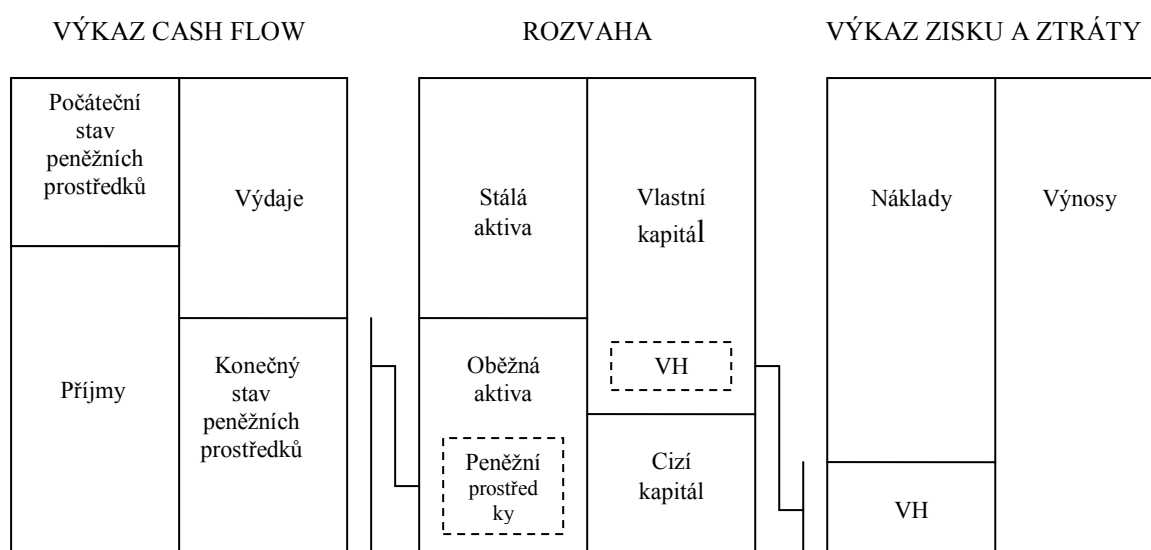 VÝKAZ CASH FLOW
ROZVAHA
VÝKAZ ZISKU A ZTRÁTY
Počáteční
stav
peněžních
prostředků
Výdaje
Příjmy
Konečný
stav
peněžních
prostředků
Stálá
aktiva
Vlastní
kapitál
Oběžná
aktiva
VH
Peněžní
prostřed
ky
Cizí
kapitál
Náklady
Výnosy
VH